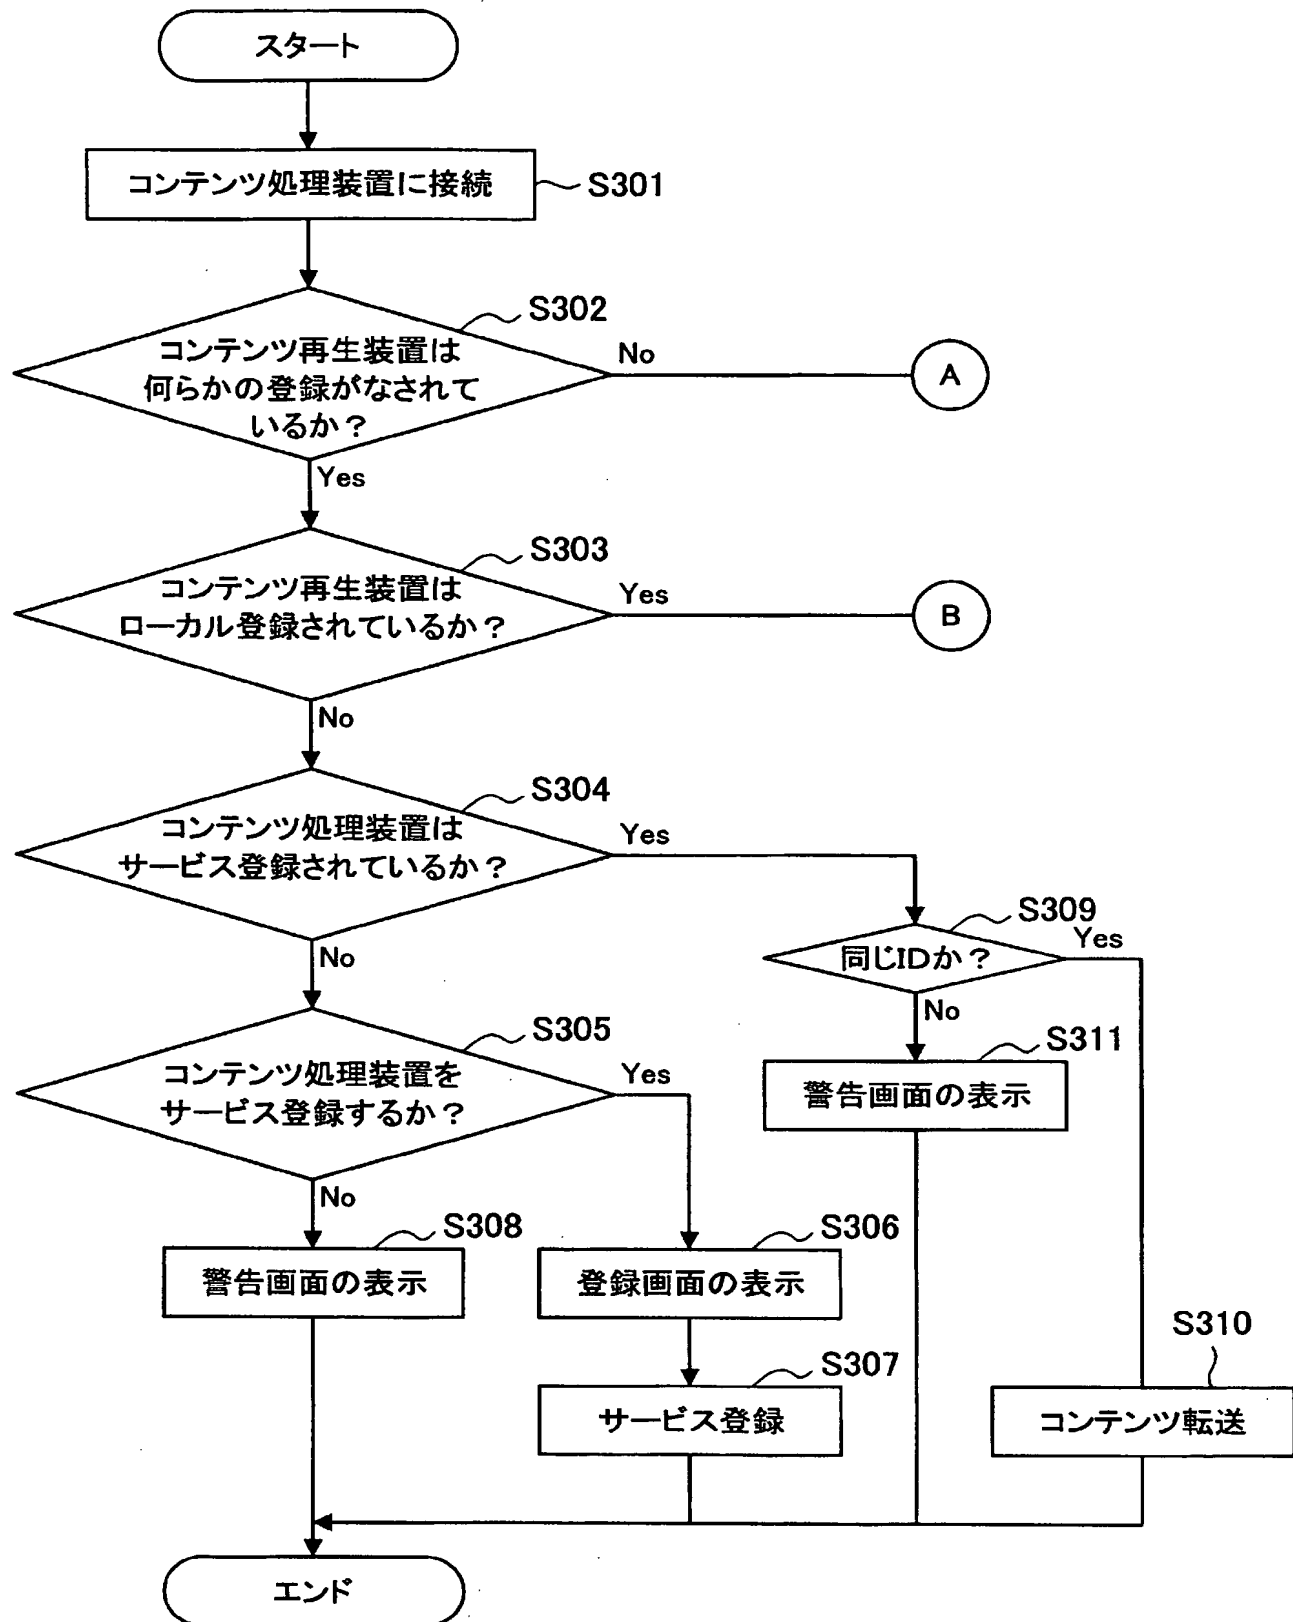 スタート
コンテンツ処理装置に接続
S301
S302
コンテンツ再生装置は
何らかの登録がなされて
いるか？
No
A
Yes
S303
コンテンツ再生装置は
ローカル登録されているか？
Yes
B
No
S304
コンテンツ処理装置は
サービス登録されているか？
Yes
No
S309
同じIDか？
Yes
No
S305
コンテンツ処理装置を
サービス登録するか？
Yes
S311
警告画面の表示
No
S308
警告画面の表示
S306
登録画面の表示
S307
サービス登録
S310
コンテンツ転送
エンド